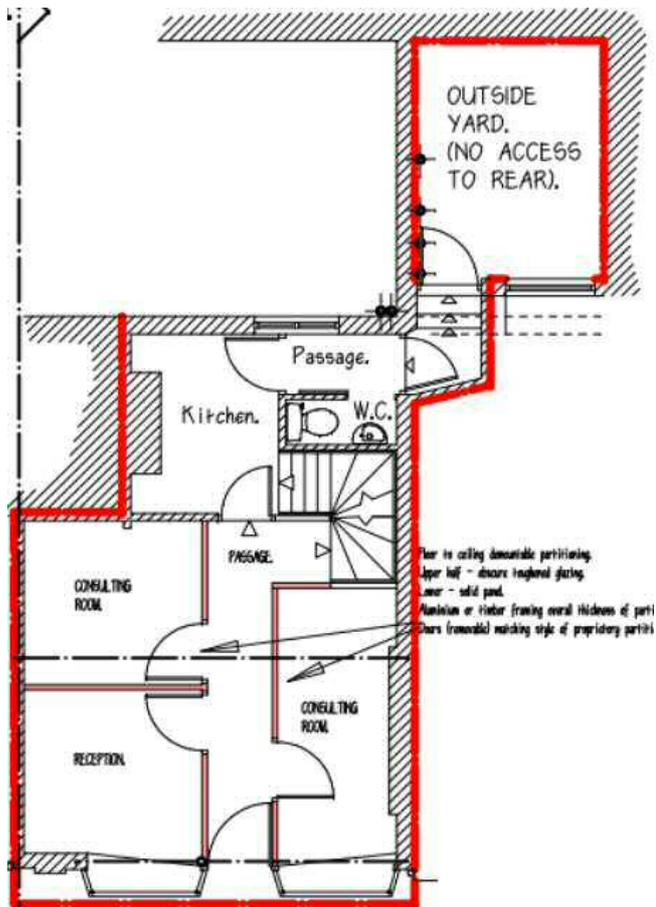 OUTSIDE
YARD.
(NO ACCESS
TO REAR).
Passage.
Kitchen.
W.C.
PASSAGE.
CONSULTING
ROOM.
Floor to ceiling demountable partitioning.
Upper half - obscure toughened glazing.
Lower - solid panel.
Aluminium or timber framing overall thickness of parti
Doors (removable) matching style of proprietary partiti
CONSULTING
ROOM.
RECEPTION.